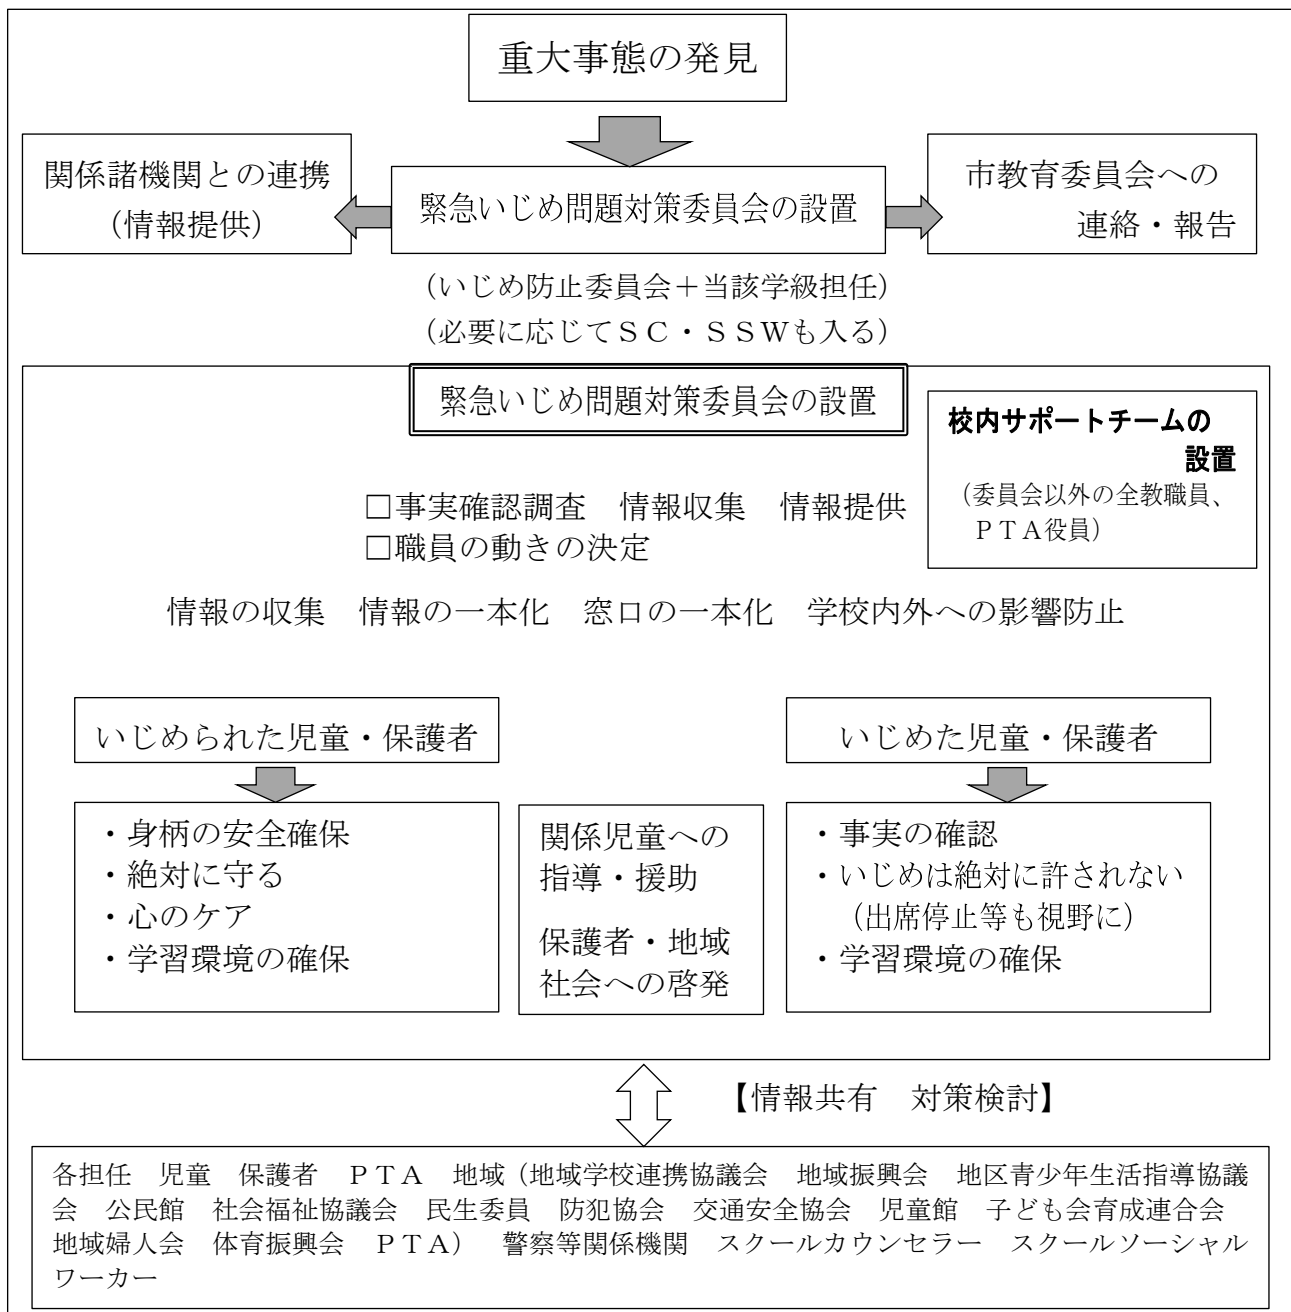 重大事態の発見
関係諸機関との連携
（情報提供）
緊急いじめ問題対策委員会の設置
市教育委員会への
連絡・報告
（いじめ防止委員会＋当該学級担任）
（必要に応じてＳＣ・ＳＳＷも入る）
緊急いじめ問題対策委員会の設置
校内サポートチームの
設置
（委員会以外の全教職員、
ＰＴＡ役員）
□事実確認調査　情報収集　情報提供
□職員の動きの決定
情報の収集　情報の一本化　窓口の一本化　学校内外への影響防止
いじめられた児童・保護者
・身柄の安全確保
・絶対に守る
・心のケア
・学習環境の確保
関係児童への
指導・援助
保護者・地域
社会への啓発
いじめた児童・保護者
・事実の確認
・いじめは絶対に許されない
（出席停止等も視野に）
・学習環境の確保
【情報共有　対策検討】
各担任　児童　保護者　ＰＴＡ　地域（地域学校連携協議会　地域振興会　地区青少年生活指導協議
会　公民館　社会福祉協議会　民生委員　防犯協会　交通安全協会　児童館　子ども会育成連合会
地域婦人会　体育振興会　ＰＴＡ）　警察等関係機関　スクールカウンセラー　スクールソーシャル
ワーカー